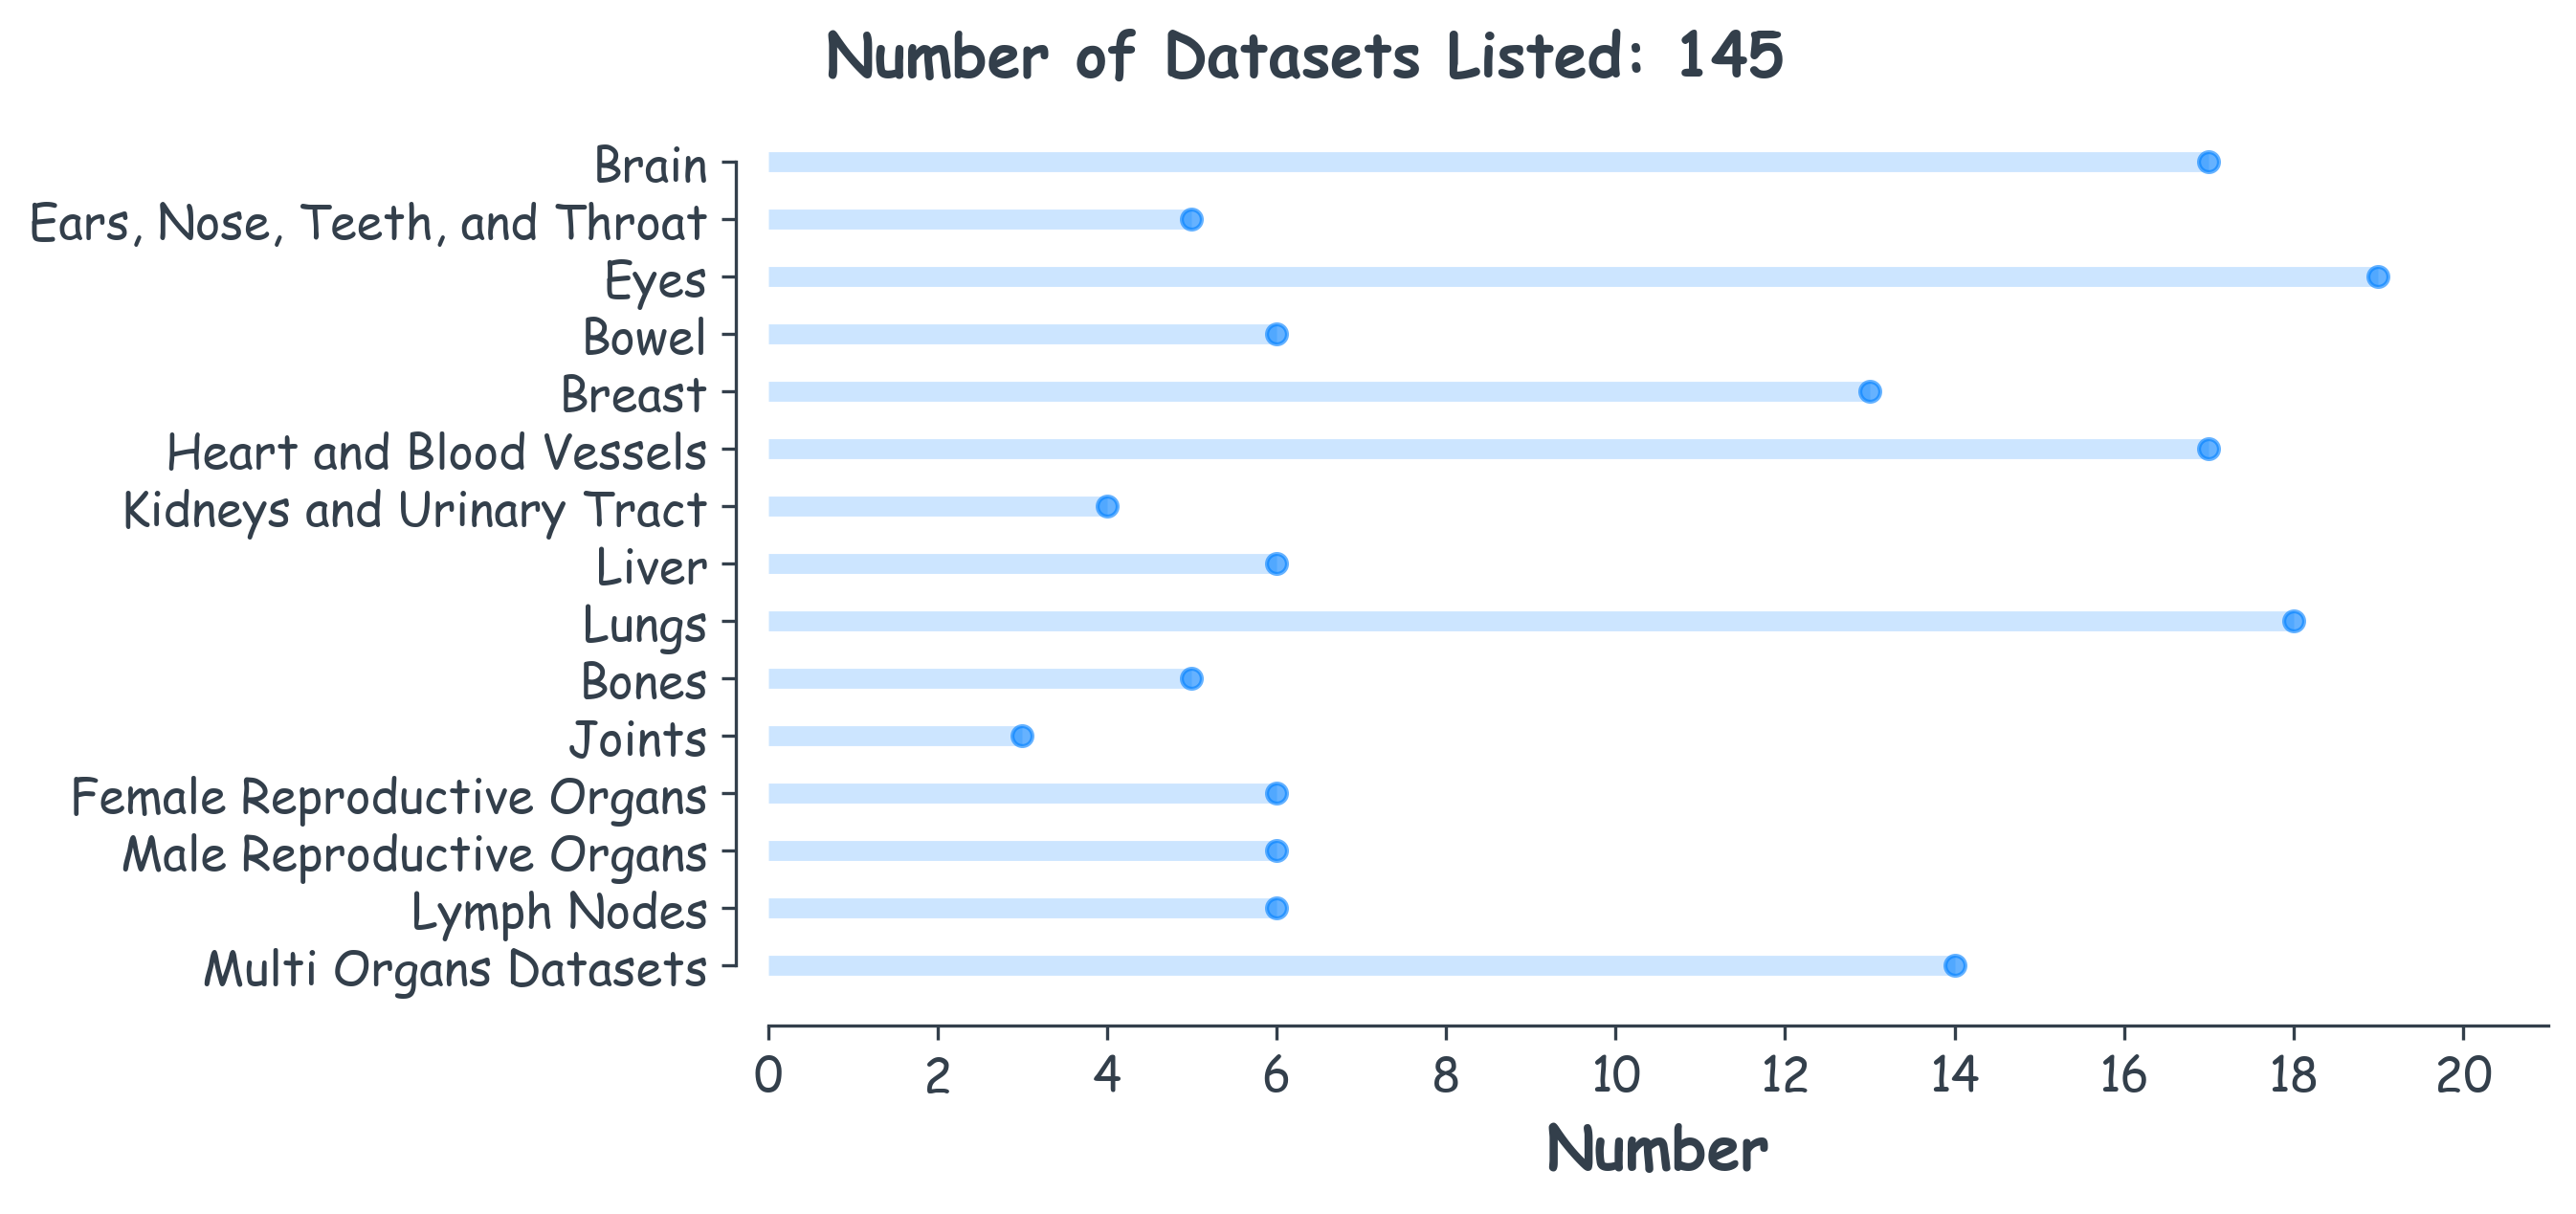 Number of Datasets Listed: 145
Brain
Ears, Nose, Teeth, and Throat
Eyes
Bowel
Breast
Heart and Blood Vessels
Kidneys and Urinary Tract
Liver
Lungs
Bones
Joints
Female Reproductive Organs
Male Reproductive Organs
Lymph Nodes
Multi Organs Datasets
0 2 4 6 8 10 12 14 16 18 20
Number